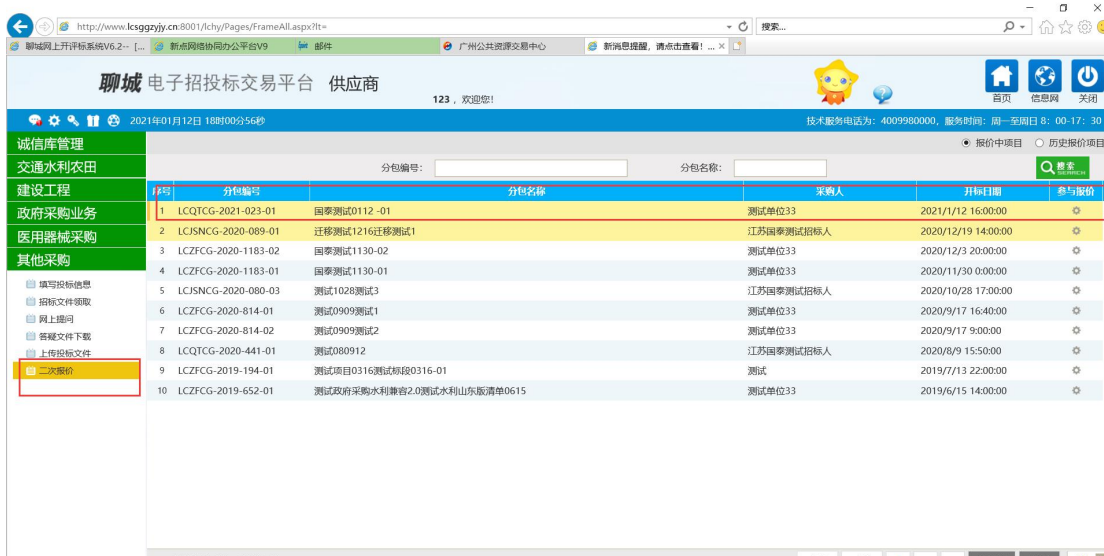 http://www.lcsggzyjy.cn:8001/lchy/Pages/FrameAll.aspx?lt=
搜索...
聊城网上开评标系统V6.2-- [...
新点网络协同办公平台V9
邮件
广州公共资源交易中心
新消息提醒,请点击查看! ...
聊城 电子招投标交易平台 供应商
123 ，欢迎您!
首页 信息网 关闭
2021年01月12日 18时00分56秒
技术服务电话为: 4009980000, 服务时间: 周一至周日 8: 00-17: 30
诚信库管理
交通水利农田
建设工程
政府采购业务
医用器械采购
其他采购
填写投标信息
招标文件领取
网上提问
答疑文件下载
上传投标文件
二次报价
报价中项目 历史报价项目
分包编号: 分包名称: 搜索 SEARCH
序号 分包编号 分包名称 采购人 开标日期 参与报价
1 LCQTCG-2021-023-01 国泰测试0112 -01 测试单位33 2021/1/12 16:00:00
2 LCJSNCG-2020-089-01 迁移测试1216迁移测试1 江苏国泰测试招标人 2020/12/19 14:00:00
3 LCZFCG-2020-1183-02 国泰测试1130-02 测试单位33 2020/12/3 20:00:00
4 LCZFCG-2020-1183-01 国泰测试1130-01 测试单位33 2020/11/30 0:00:00
5 LCJSNCG-2020-080-03 测试1028测试3 江苏国泰测试招标人 2020/10/28 17:00:00
6 LCZFCG-2020-814-01 测试0909测试1 测试单位33 2020/9/17 16:40:00
7 LCZFCG-2020-814-02 测试0909测试2 测试单位33 2020/9/17 9:00:00
8 LCQTCG-2020-441-01 测试080912 江苏国泰测试招标人 2020/8/9 15:50:00
9 LCZFCG-2019-194-01 测试项目0316测试标段0316-01 测试 2019/7/13 22:00:00
10 LCZFCG-2019-652-01 测试政府采购水利兼容2.0测试水利山东版清单0615 测试单位33 2019/6/15 14:00:00